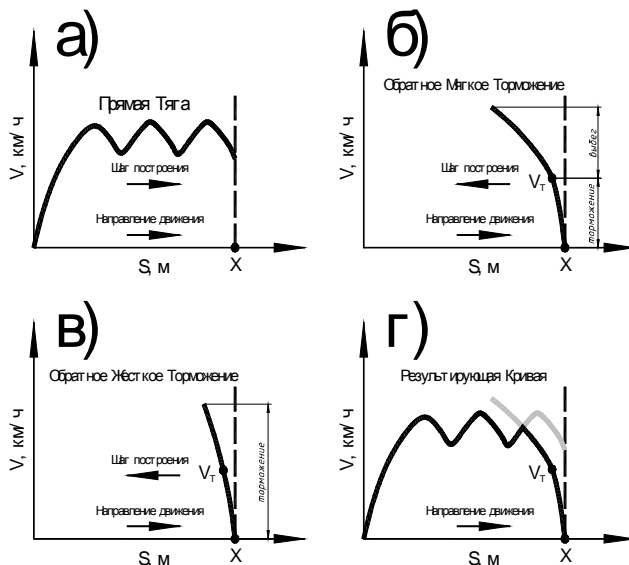 а)
Прямая Тяга
Шаг построения
Направление движения
V, км/ч
S, м
X
б)
Обратное Мягкое Торможение
выбег
Шаг построения
Vт
торможение
Направление движения
V, км/ч
S, м
X
в)
Обратное Жесткое Торможение
Шаг построения
Vт
торможение
Направление движения
V, км/ч
S, м
X
г)
Результирующая Кривая
Vт
Направление движения
V, км/ч
S, м
X